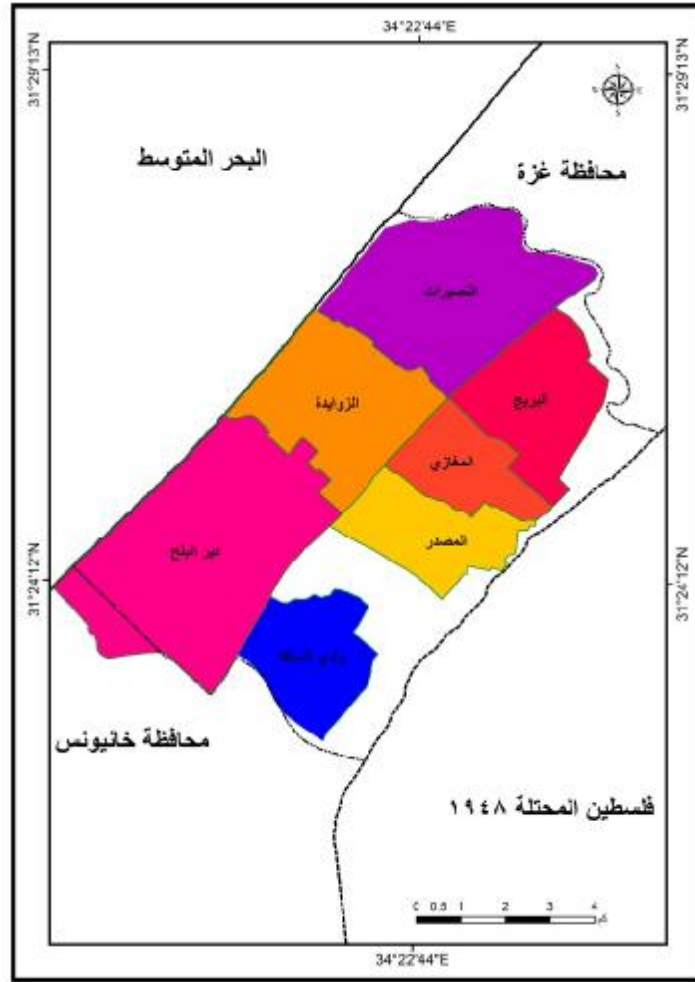 34°22'44"E
31°29'13"N
31°29'13"N
البحر المتوسط
محافظة غزة
النصيرات
الزوايدة
البريج
المغازي
المصدر
دير البلح
31°24'12"N
31°24'12"N
وادي السلقا
محافظة خانيونس
فلسطين المحتلة ١٩٤٨
0 0.5 1 2 3 4
كم
34°22'44"E